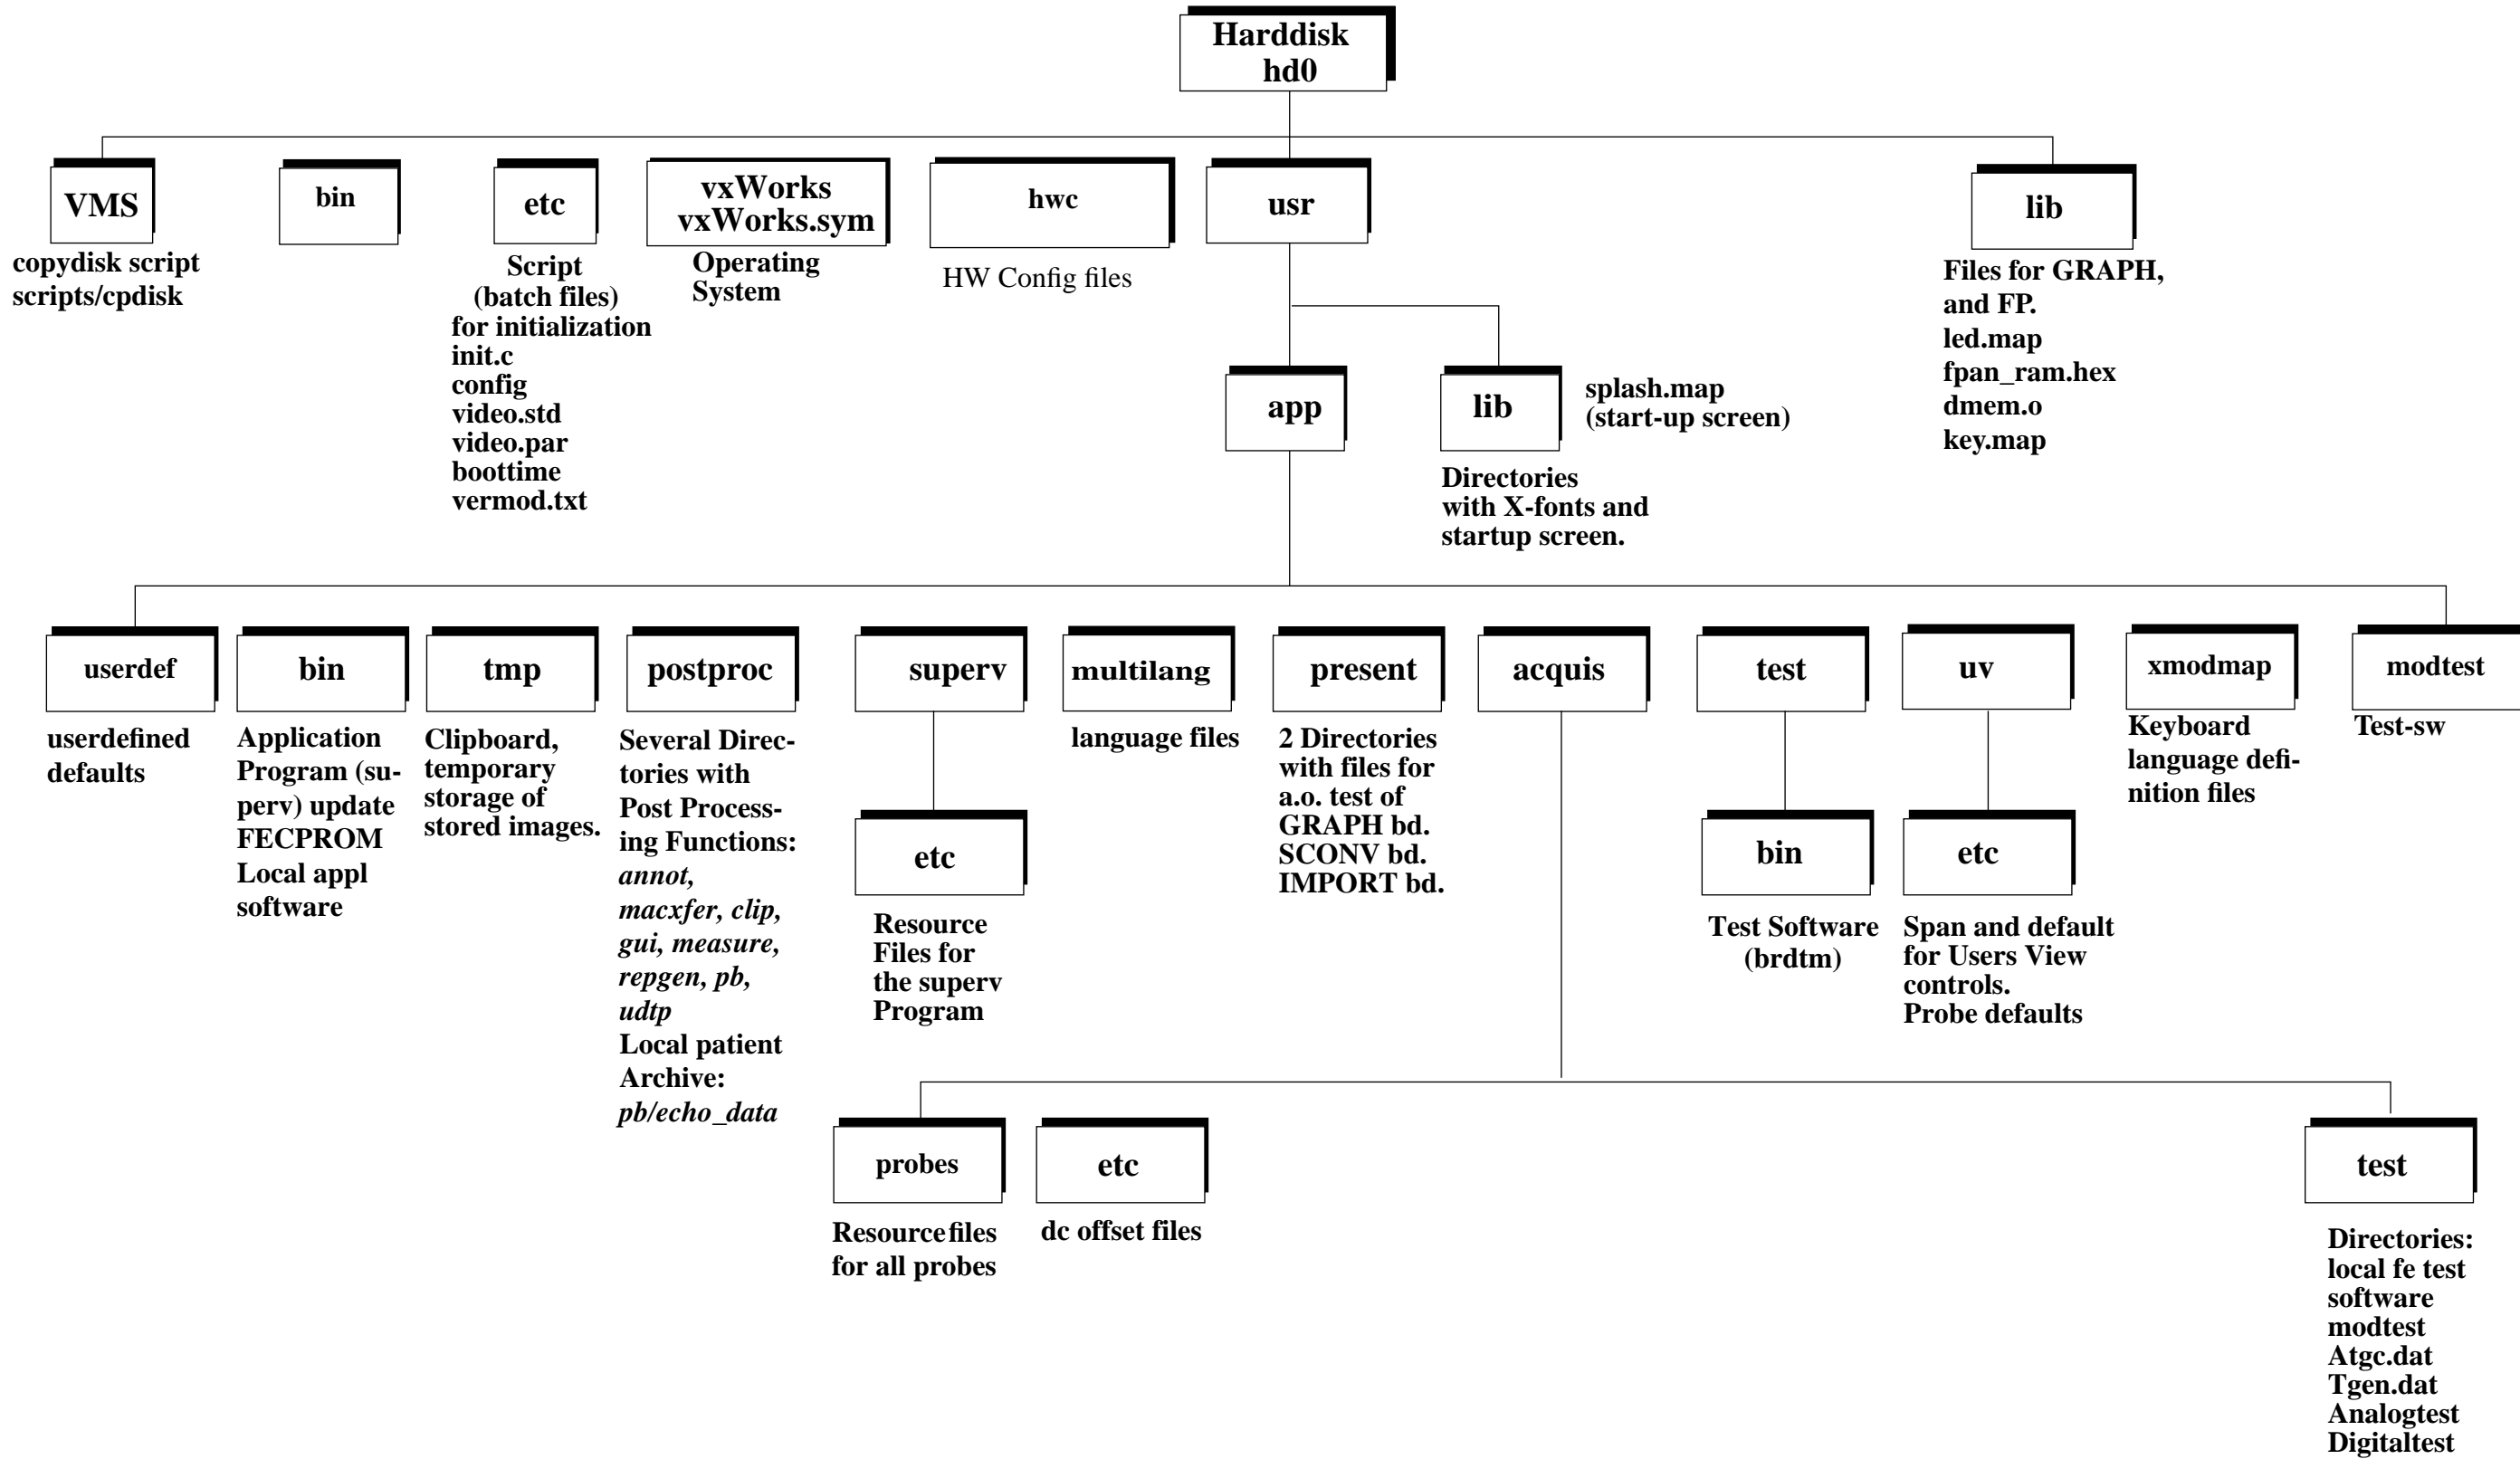 Harddisk
hd0
VMS
copydisk script
scripts/cpdisk
bin
etc
Script
(batch files)
for initialization
init.c
config
video.std
video.par
boottime
vermod.txt
vxWorks
vxWorks.sym
Operating
System
hwc
HW Config files
usr
lib
Files for GRAPH,
and FP.
led.map
fpan_ram.hex
dmem.o
key.map
app
lib
splash.map
(start-up screen)
Directories
with X-fonts and
startup screen.
userdef
userdefined
defaults
bin
Application
Program (su-
perv) update
FECPROM
Local appl
software
tmp
Clipboard,
temporary
storage of
stored images.
postproc
Several Direc-
tories with
Post Process-
ing Functions:
annot,
macxfer, clip,
gui, measure,
repgen, pb,
udtp
Local patient
Archive:
pb/echo_data
superv
etc
Resource
Files for
the superv
Program
multilang
language files
present
2 Directories
with files for
a.o. test of
GRAPH bd.
SCONV bd.
IMPORT bd.
acquis
test
bin
Test Software
(brdtm)
uv
etc
Span and default
for Users View
controls.
Probe defaults
xmodmap
Keyboard
language defi-
nition files
modtest
Test-sw
probes
Resource files
for all probes
etc
dc offset files
test
Directories:
local fe test
software
modtest
Atgc.dat
Tgen.dat
Analogtest
Digitaltest